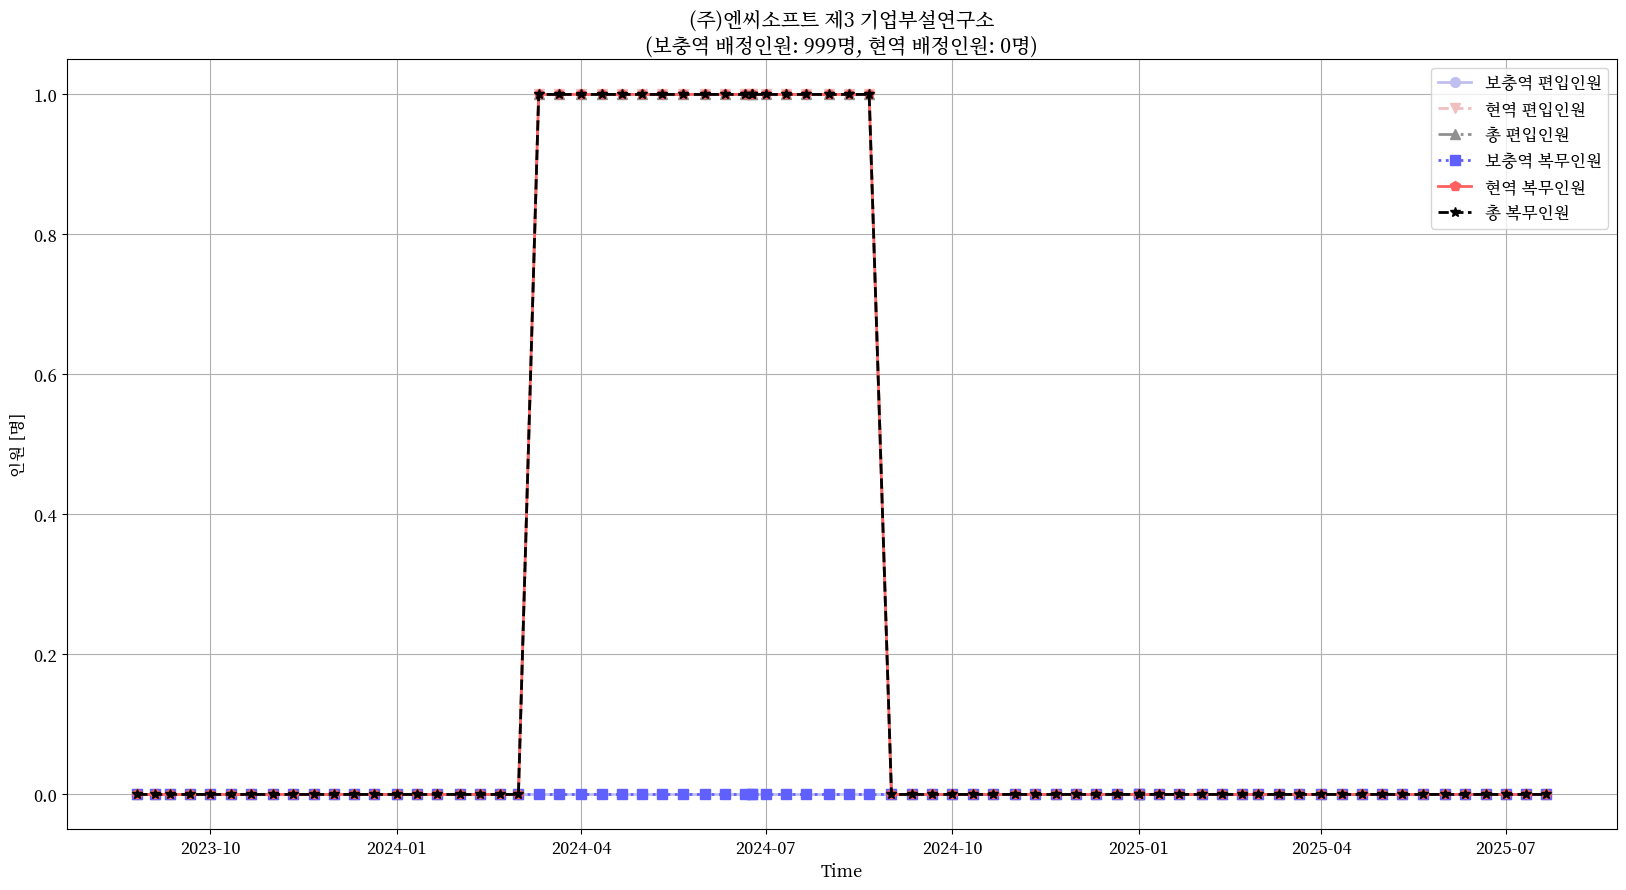 (주)엔씨소프트 제3 기업부설연구소
(보충역 배정인원: 999명, 현역 배정인원: 0명)
보충역 편입인원
현역 편입인원
총 편입인원
보충역 복무인원
현역 복무인원
총 복무인원
인원 [명]
1.0
0.8
0.6
0.4
0.2
0.0
2023-10
2024-01
2024-04
2024-07
2024-10
2025-01
2025-04
2025-07
Time